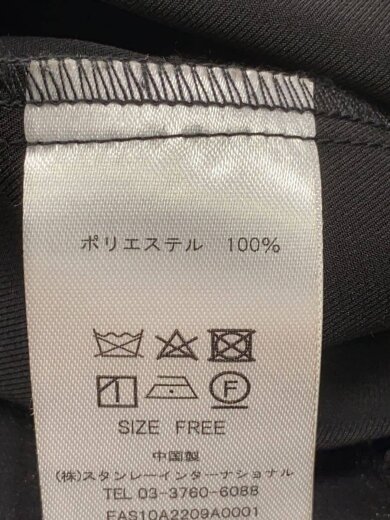 ポリエステル 100%
F
SIZE FREE
中国製
(株)スタンレーインターナショナル
TEL 03-3760-6088
EAS10A2209A0001